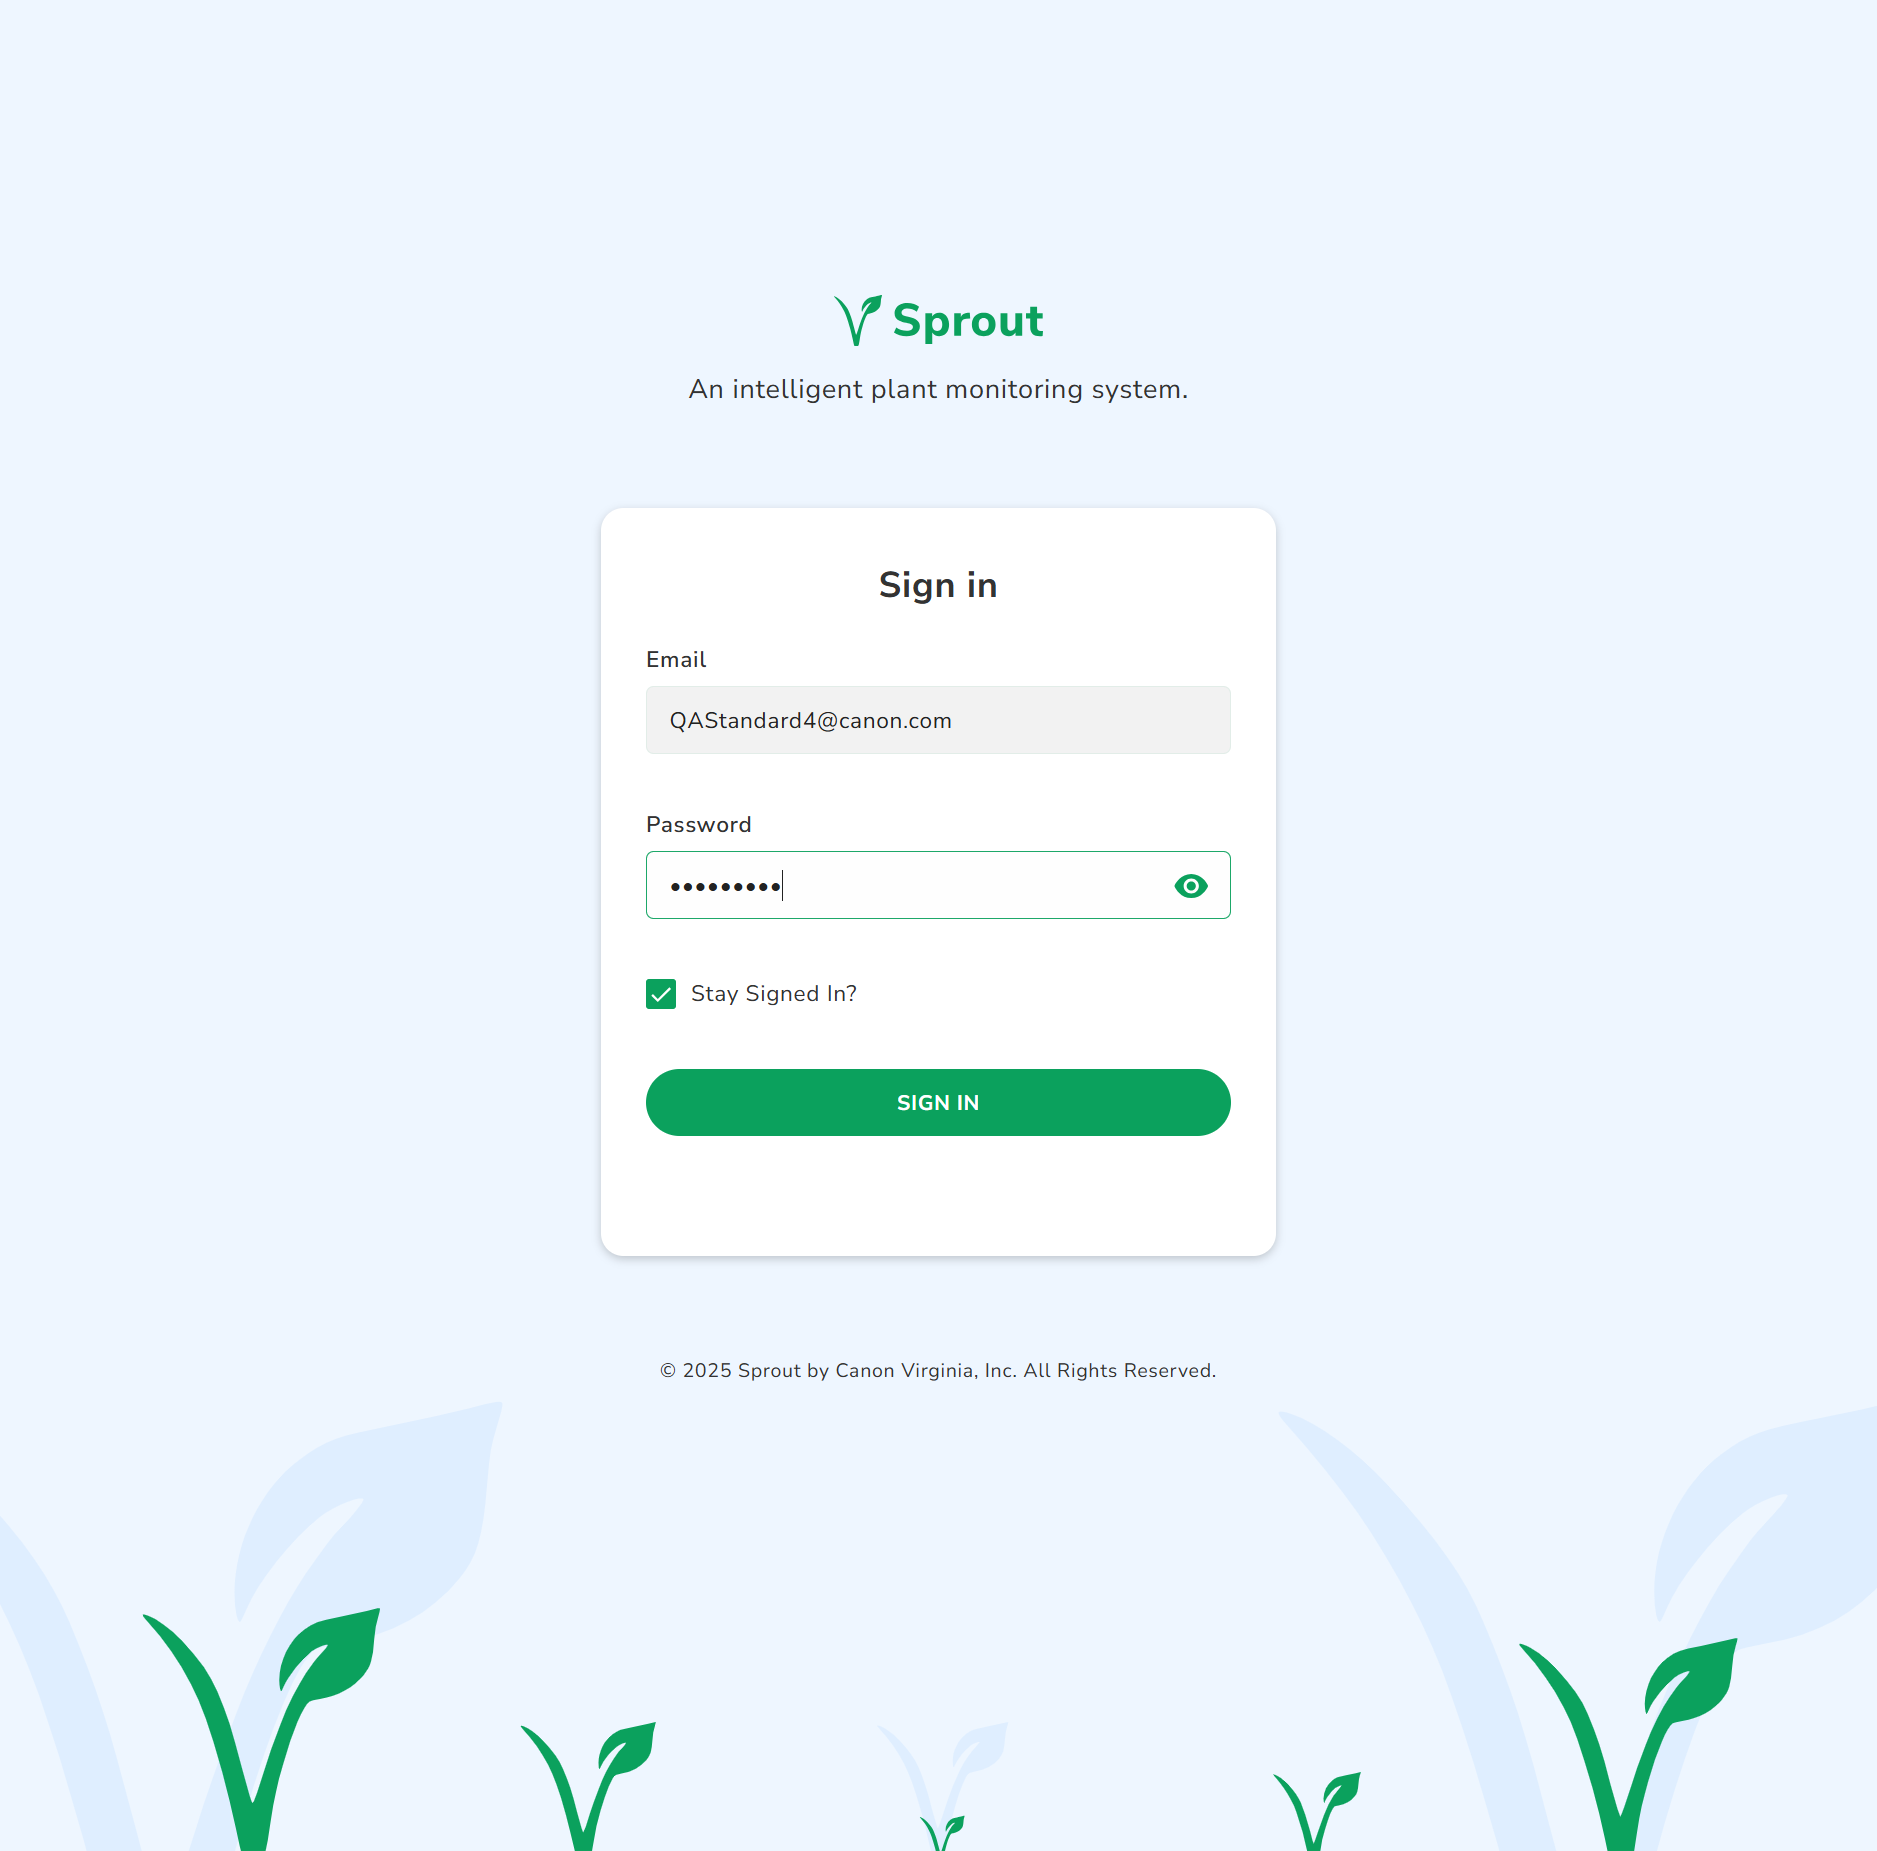 Sprout
An intelligent plant monitoring system.
Sign in
Email
QAStandard4@canon.com
Password
•••••••••
Stay Signed In?
SIGN IN
© 2025 Sprout by Canon Virginia, Inc. All Rights Reserved.